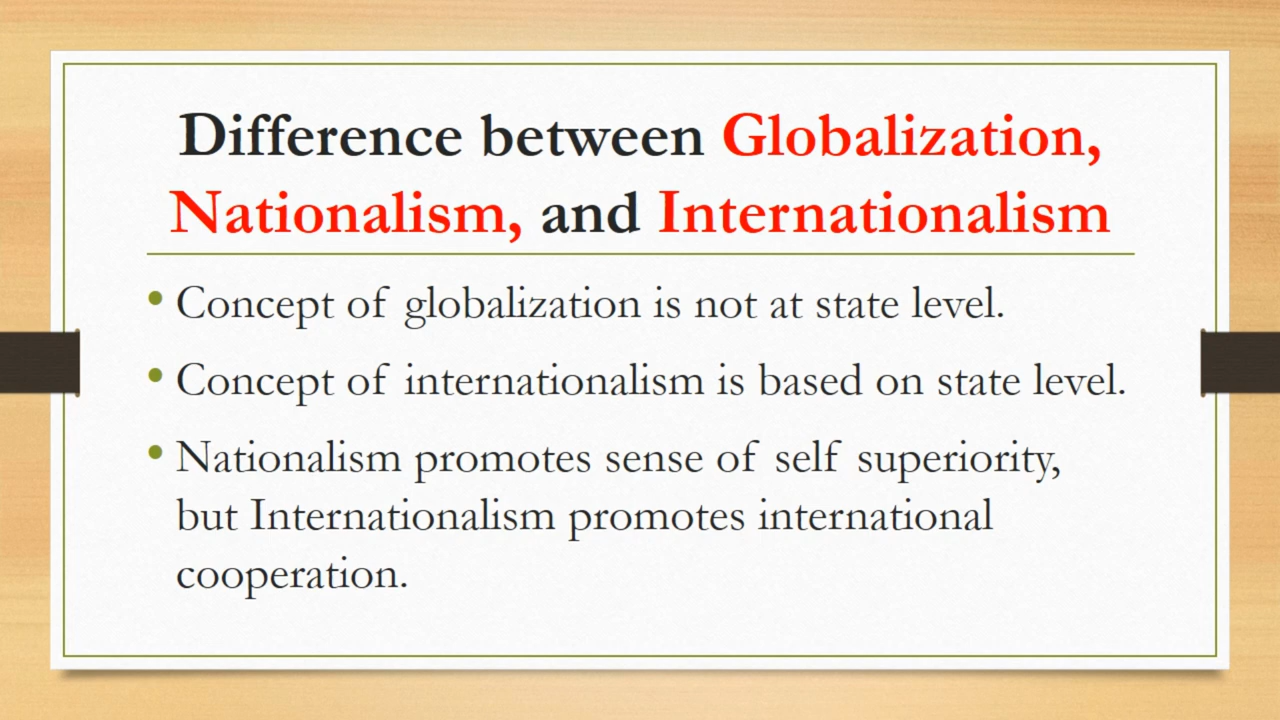 Difference between Globalization,
Nationalism, and Internationalism
• Concept of globalization is not at state level.
• Concept of internationalism is based on state level.
• Nationalism promotes sense of self superiority,
but Internationalism promotes international
cooperation.